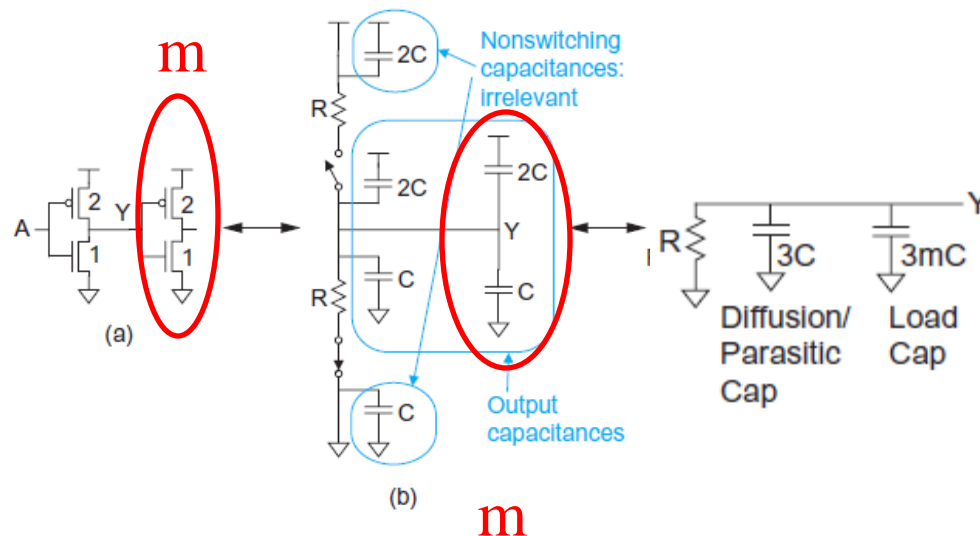 m
A
2
1
Y
2
1
(a)
2C
Nonswitching
capacitances:
irrelevant
R
2C
2C
Y
R
C
C
C
Output
capacitances
(b)
m
R
3C
3mC
Y
Diffusion/
Parasitic
Cap
Load
Cap